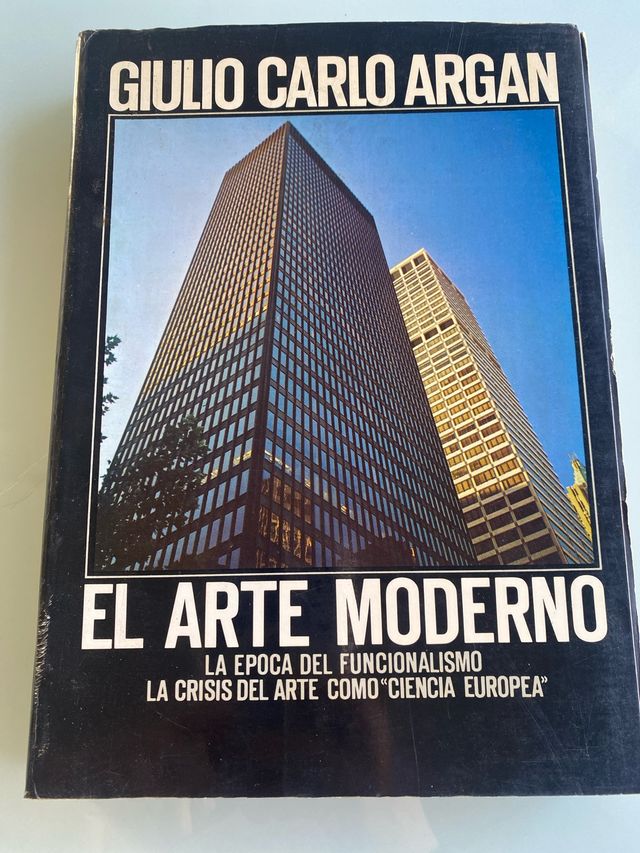 GIULIO CARLO ARGAN
EL ARTE MODERNO
LA EPOCA DEL FUNCIONALISMO
LA CRISIS DEL ARTE COMO "CIENCIA EUROPEA"